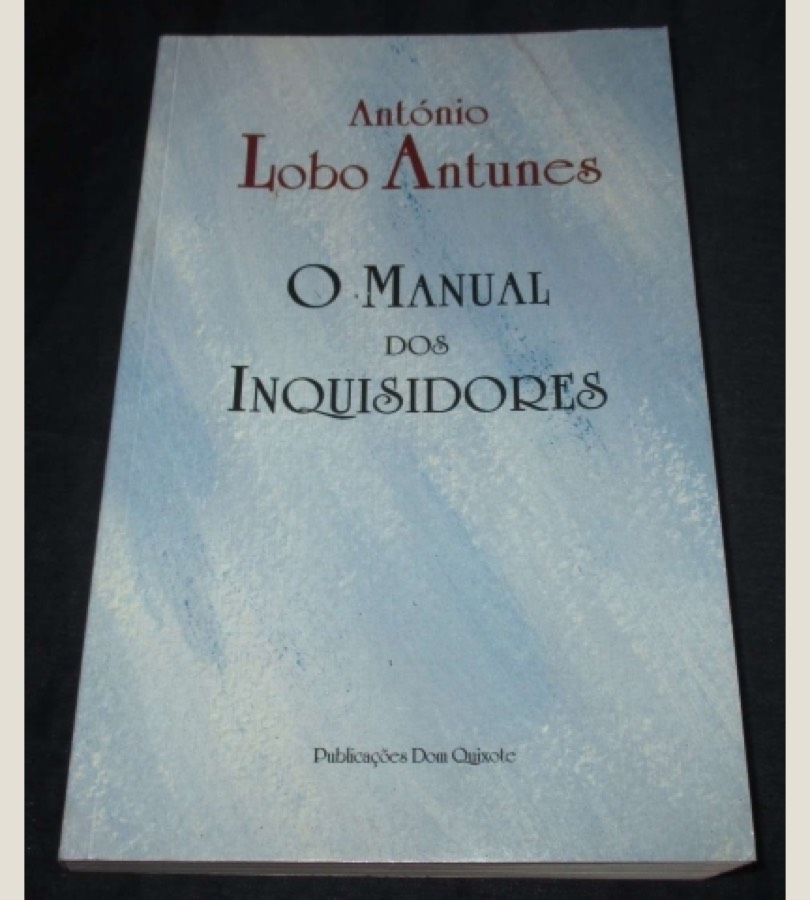 António
Lobo Antunes
O Manual
dos
Inquisidores
Publicações Dom Quixote